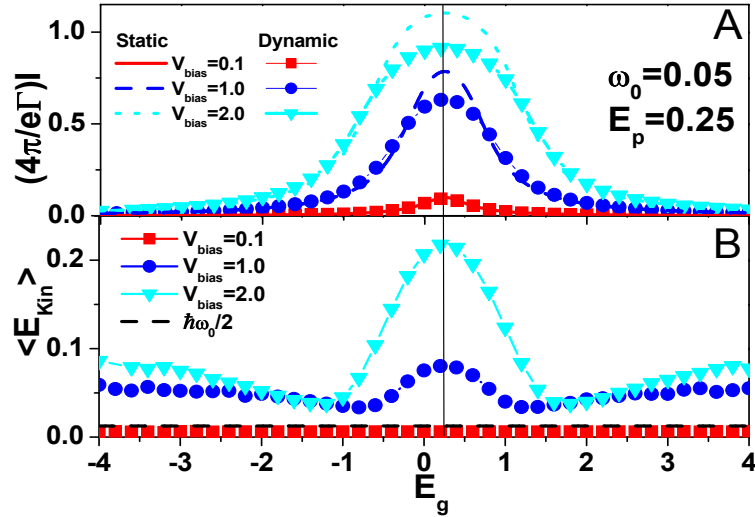 A
Static Dynamic
V_bias=0.1
V_bias=1.0
V_bias=2.0
ω₀=0.05
E_p=0.25
(4π/eΓ)I
1.0
0.5
0.0
B
V_bias=0.1
V_bias=1.0
V_bias=2.0
ħω₀/2
<E_Kin>
0.2
0.1
0.0
-4 -3 -2 -1 0 1 2 3 4
E_g